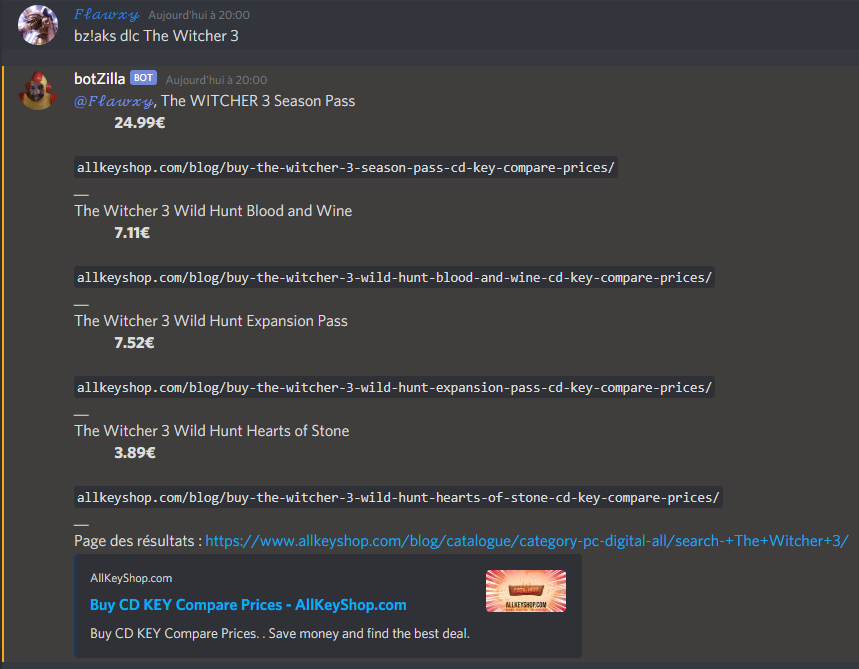 𝓕𝓵𝓪𝔀𝔁𝔂 Aujourd'hui à 20:00
bz!aks dlc The Witcher 3
botZilla BOT Aujourd'hui à 20:00
@𝓕𝓵𝓪𝔀𝔁𝔂, The WITCHER 3 Season Pass
24.99€
allkeyshop.com/blog/buy-the-witcher-3-season-pass-cd-key-compare-prices/
__
The Witcher 3 Wild Hunt Blood and Wine
7.11€
allkeyshop.com/blog/buy-the-witcher-3-wild-hunt-blood-and-wine-cd-key-compare-prices/
__
The Witcher 3 Wild Hunt Expansion Pass
7.52€
allkeyshop.com/blog/buy-the-witcher-3-wild-hunt-expansion-pass-cd-key-compare-prices/
__
The Witcher 3 Wild Hunt Hearts of Stone
3.89€
allkeyshop.com/blog/buy-the-witcher-3-wild-hunt-hearts-of-stone-cd-key-compare-prices/
__
Page des résultats : https://www.allkeyshop.com/blog/catalogue/category-pc-digital-all/search-+The+Witcher+3/
AllKeyShop.com
Buy CD KEY Compare Prices - AllKeyShop.com
Buy CD KEY Compare Prices. . Save money and find the best deal.
ALLKEYSHOP.COM